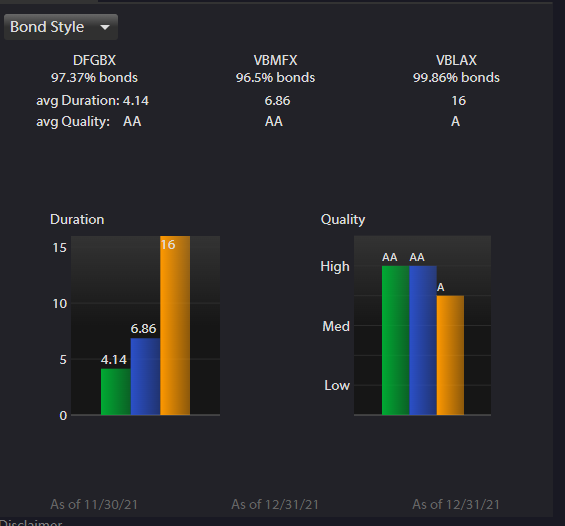 Bond Style
DFGBX VBMFX VBLAX
97.37% bonds 96.5% bonds 99.86% bonds
avg Duration: 4.14 6.86 16
avg Quality: AA AA A
Duration Quality
15
10
5
0
4.14
6.86
16
High
Med
Low
AA
AA
A
As of 11/30/21 As of 12/31/21 As of 12/31/21
Disclaimer